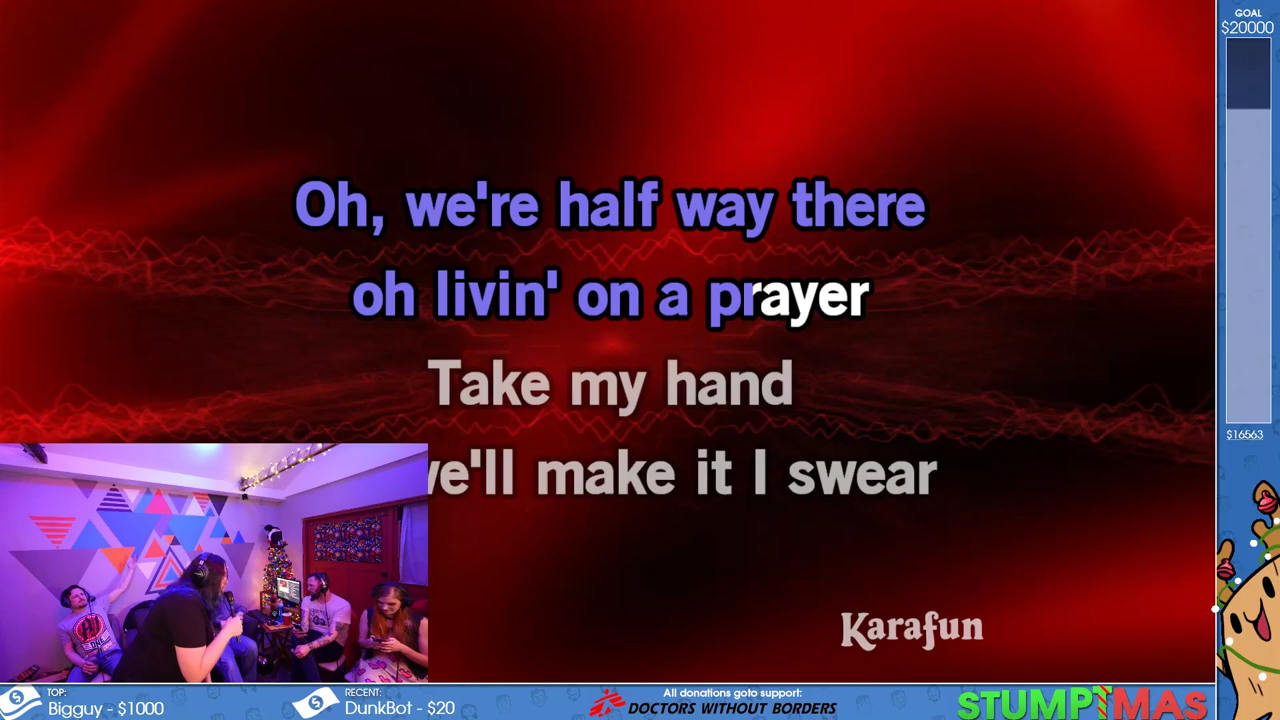 GOAL
$20000
Oh, we're half way there
oh livin' on a prayer
Take my hand
we'll make it I swear
$16563
Karafun
TOP:
Bigguy - $1000
RECENT:
DunkBot - $20
All donations goto support:
DOCTORS WITHOUT BORDERS
STUMPTMAS